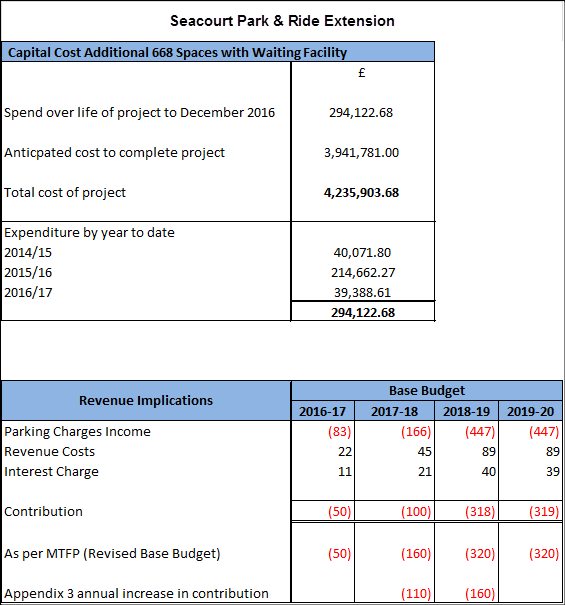 Seacourt Park & Ride Extension
Capital Cost Additional 668 Spaces with Waiting Facility
£
Spend over life of project to December 2016 294,122.68
Anticpated cost to complete project 3,941,781.00
Total cost of project 4,235,903.68
Expenditure by year to date
2014/15 40,071.80
2015/16 214,662.27
2016/17 39,388.61
294,122.68
Revenue Implications Base Budget
2016-17 2017-18 2018-19 2019-20
Parking Charges Income (83) (166) (447) (447)
Revenue Costs 22 45 89 89
Interest Charge 11 21 40 39
Contribution (50) (100) (318) (319)
As per MTFP (Revised Base Budget) (50) (160) (320) (320)
Appendix 3 annual increase in contribution (110) (160)